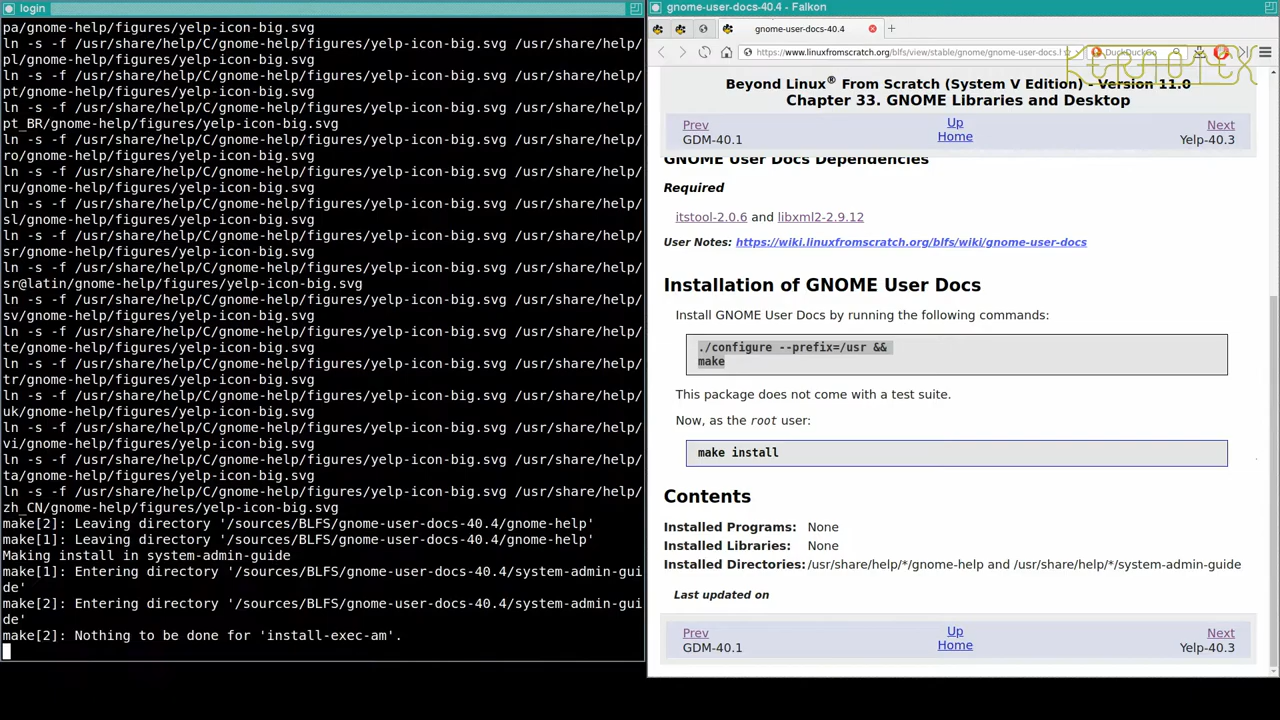 login
pa/gnome-help/figures/yelp-icon-big.svg
ln -s -f /usr/share/help/C/gnome-help/figures/yelp-icon-big.svg /usr/share/help/
pl/gnome-help/figures/yelp-icon-big.svg
ln -s -f /usr/share/help/C/gnome-help/figures/yelp-icon-big.svg /usr/share/help/
pt/gnome-help/figures/yelp-icon-big.svg
ln -s -f /usr/share/help/C/gnome-help/figures/yelp-icon-big.svg /usr/share/help/
pt_BR/gnome-help/figures/yelp-icon-big.svg
ln -s -f /usr/share/help/C/gnome-help/figures/yelp-icon-big.svg /usr/share/help/
ro/gnome-help/figures/yelp-icon-big.svg
ln -s -f /usr/share/help/C/gnome-help/figures/yelp-icon-big.svg /usr/share/help/
ru/gnome-help/figures/yelp-icon-big.svg
ln -s -f /usr/share/help/C/gnome-help/figures/yelp-icon-big.svg /usr/share/help/
sl/gnome-help/figures/yelp-icon-big.svg
ln -s -f /usr/share/help/C/gnome-help/figures/yelp-icon-big.svg /usr/share/help/
sr/gnome-help/figures/yelp-icon-big.svg
ln -s -f /usr/share/help/C/gnome-help/figures/yelp-icon-big.svg /usr/share/help/
sr@latin/gnome-help/figures/yelp-icon-big.svg
ln -s -f /usr/share/help/C/gnome-help/figures/yelp-icon-big.svg /usr/share/help/
sv/gnome-help/figures/yelp-icon-big.svg
ln -s -f /usr/share/help/C/gnome-help/figures/yelp-icon-big.svg /usr/share/help/
te/gnome-help/figures/yelp-icon-big.svg
ln -s -f /usr/share/help/C/gnome-help/figures/yelp-icon-big.svg /usr/share/help/
tr/gnome-help/figures/yelp-icon-big.svg
ln -s -f /usr/share/help/C/gnome-help/figures/yelp-icon-big.svg /usr/share/help/
uk/gnome-help/figures/yelp-icon-big.svg
ln -s -f /usr/share/help/C/gnome-help/figures/yelp-icon-big.svg /usr/share/help/
vi/gnome-help/figures/yelp-icon-big.svg
ln -s -f /usr/share/help/C/gnome-help/figures/yelp-icon-big.svg /usr/share/help/
ta/gnome-help/figures/yelp-icon-big.svg
ln -s -f /usr/share/help/C/gnome-help/figures/yelp-icon-big.svg /usr/share/help/
zh_CN/gnome-help/figures/yelp-icon-big.svg
make[2]: Leaving directory '/sources/BLFS/gnome-user-docs-40.4/gnome-help'
make[1]: Leaving directory '/sources/BLFS/gnome-user-docs-40.4/gnome-help'
Making install in system-admin-guide
make[1]: Entering directory '/sources/BLFS/gnome-user-docs-40.4/system-admin-gui
de'
make[2]: Entering directory '/sources/BLFS/gnome-user-docs-40.4/system-admin-gui
de'
make[2]: Nothing to be done for 'install-exec-am'.
gnome-user-docs-40.4 - Falkon
gnome-user-docs-40.4
https://www.linuxfromscratch.org/blfs/view/stable/gnome/gnome-user-docs.h
DuckDuckGo
KERNOTEX
Beyond Linux® From Scratch (System V Edition) - Version 11.0
Chapter 33. GNOME Libraries and Desktop
Prev Up Next
GDM-40.1 Home Yelp-40.3
GNOME User Docs Dependencies
Required
itstool-2.0.6 and libxml2-2.9.12
User Notes: https://wiki.linuxfromscratch.org/blfs/wiki/gnome-user-docs
Installation of GNOME User Docs
Install GNOME User Docs by running the following commands:
./configure --prefix=/usr &&
make
This package does not come with a test suite.
Now, as the root user:
make install
Contents
Installed Programs: None
Installed Libraries: None
Installed Directories: /usr/share/help/*/gnome-help and /usr/share/help/*/system-admin-guide
Last updated on
Prev Up Next
GDM-40.1 Home Yelp-40.3